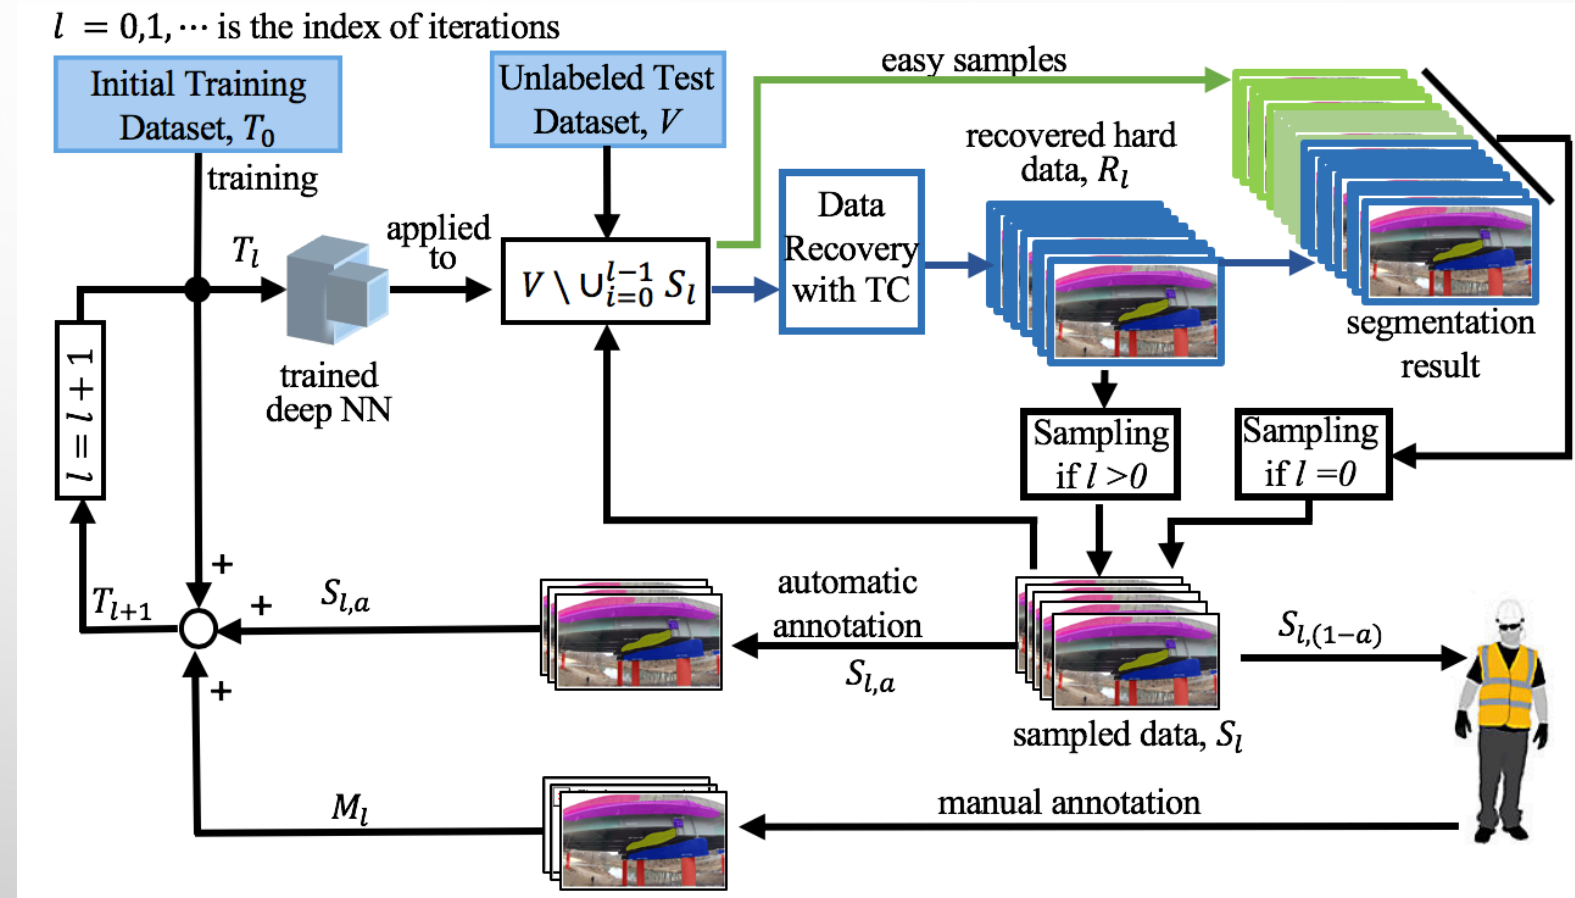 l = 0,1,⋯ is the index of iterations
Initial Training
Dataset, T₀
Unlabeled Test
Dataset, V
easy samples
recovered hard
data, Rₗ
training
Tₗ
applied
to
V \ ∪ᵢ₌₀ˡ⁻¹ Sₗ
Data
Recovery
with TC
segmentation
result
trained
deep NN
l = l + 1
Sampling
if l >0
Sampling
if l =0
+
Tₗ₊₁
+
Sₗ,ₐ
automatic
annotation
Sₗ,ₐ
Sₗ,₍₁₋ₐ₎
+
sampled data, Sₗ
Mₗ
manual annotation